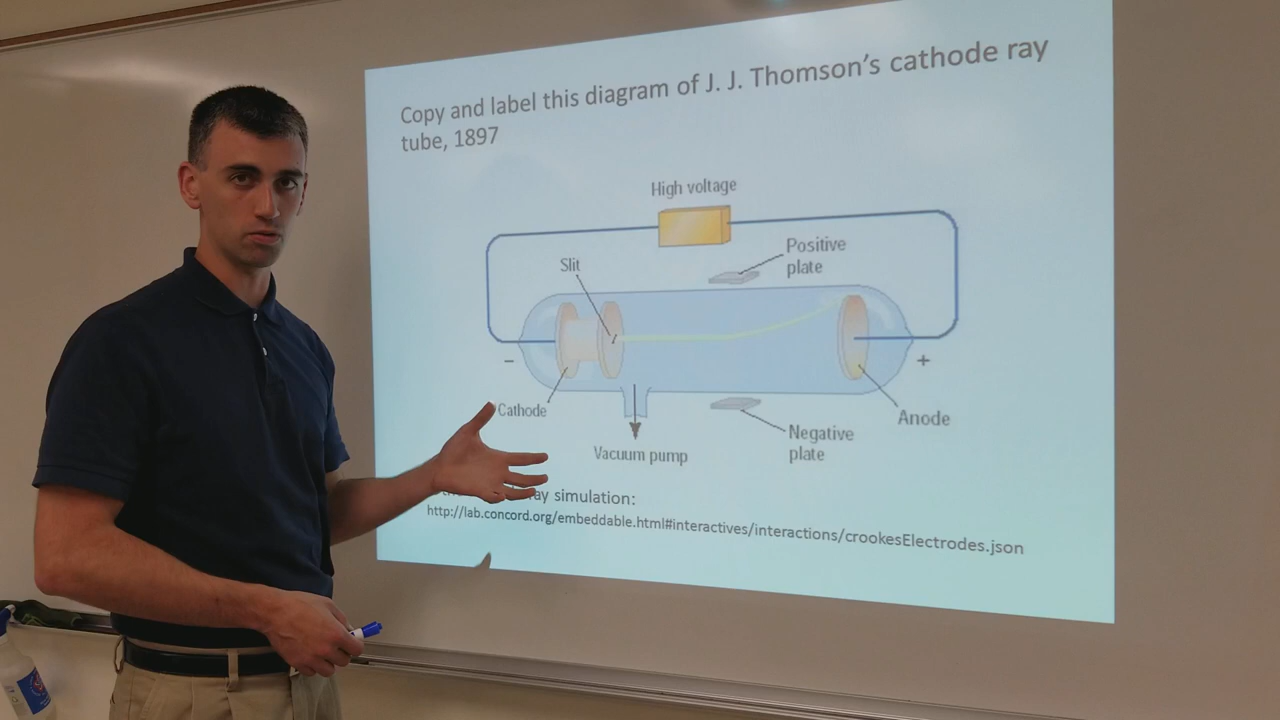 Copy and label this diagram of J. J. Thomson's cathode ray
tube, 1897
High voltage
Positive
plate
Slit
−
+
Cathode
Anode
Negative
plate
Vacuum pump
simulation:
http://lab.concord.org/embeddable.html#interactives/interactions/crookesElectrodes.json